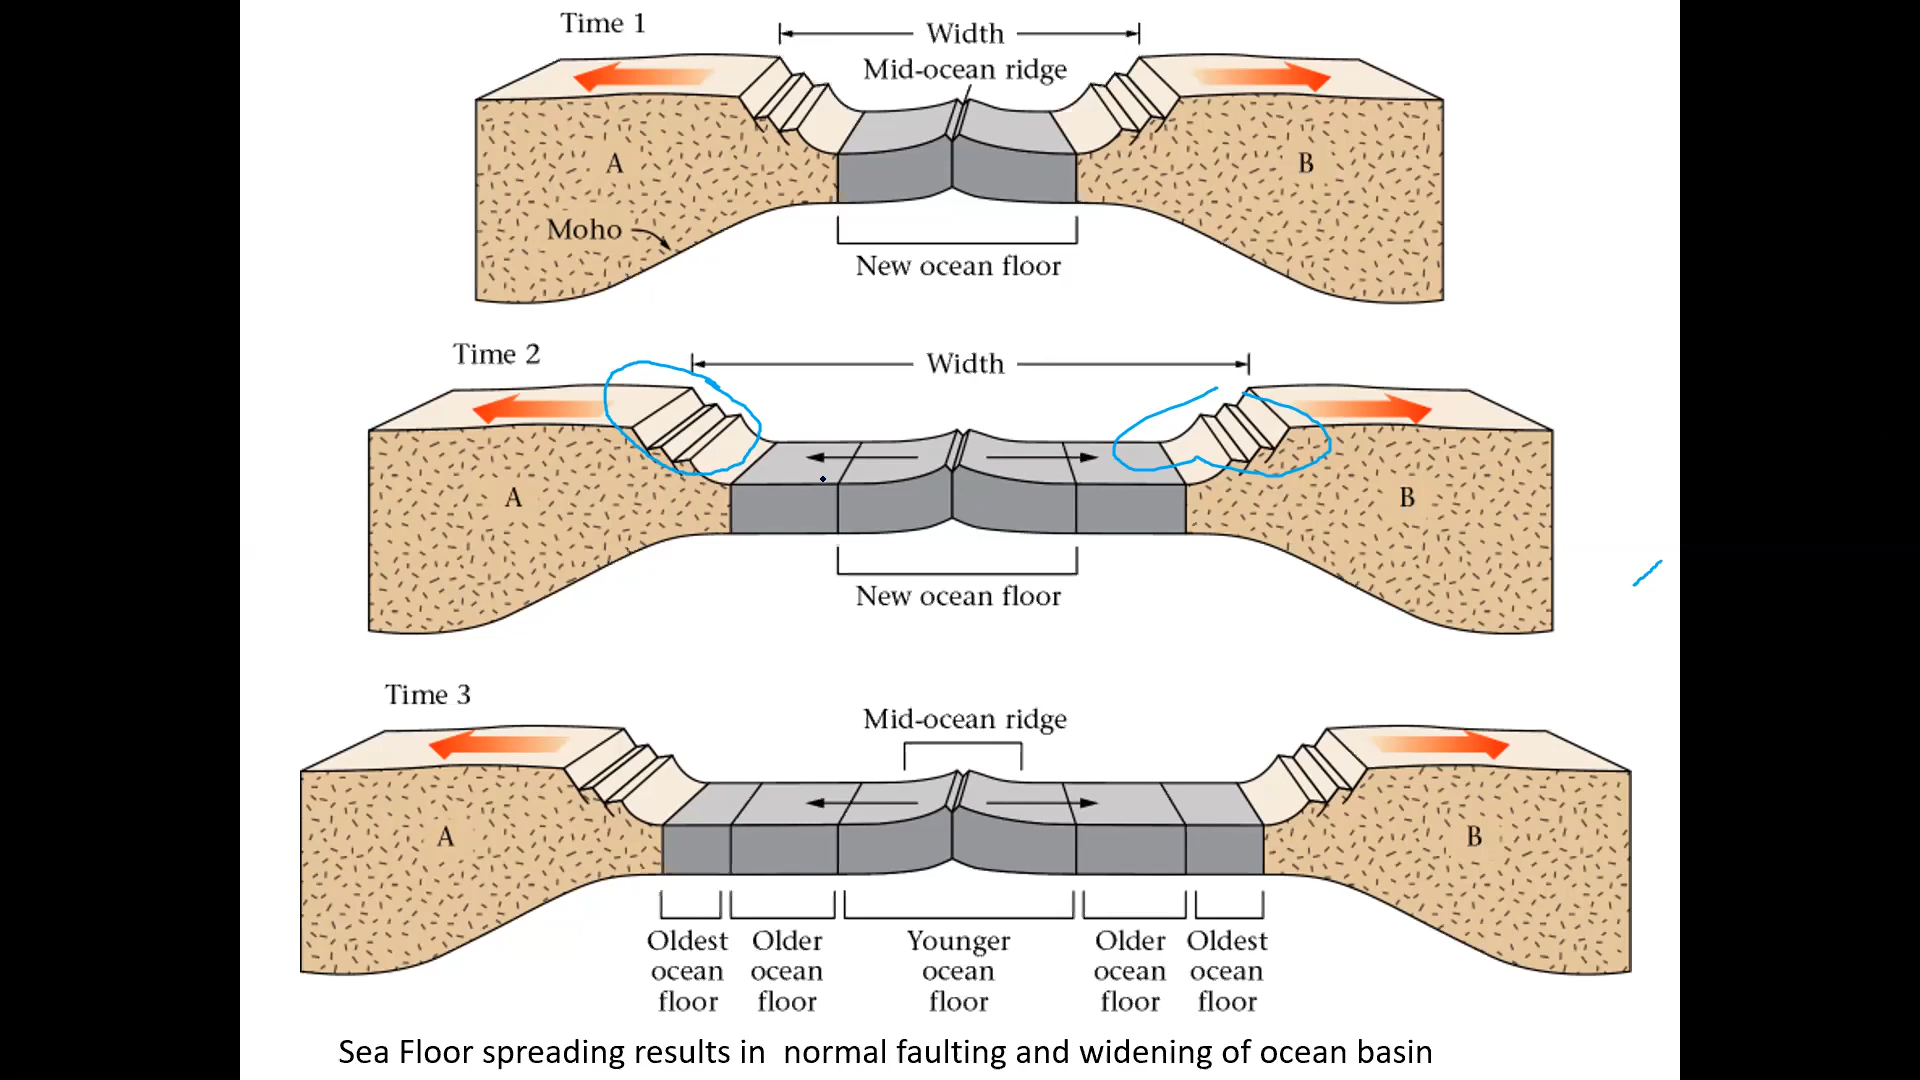 Time 1
Width
Mid-ocean ridge
A
B
Moho
New ocean floor
Time 2
Width
A
B
New ocean floor
Time 3
Mid-ocean ridge
A
B
Oldest ocean floor
Older ocean floor
Younger ocean floor
Older ocean floor
Oldest ocean floor
Sea Floor spreading results in normal faulting and widening of ocean basin